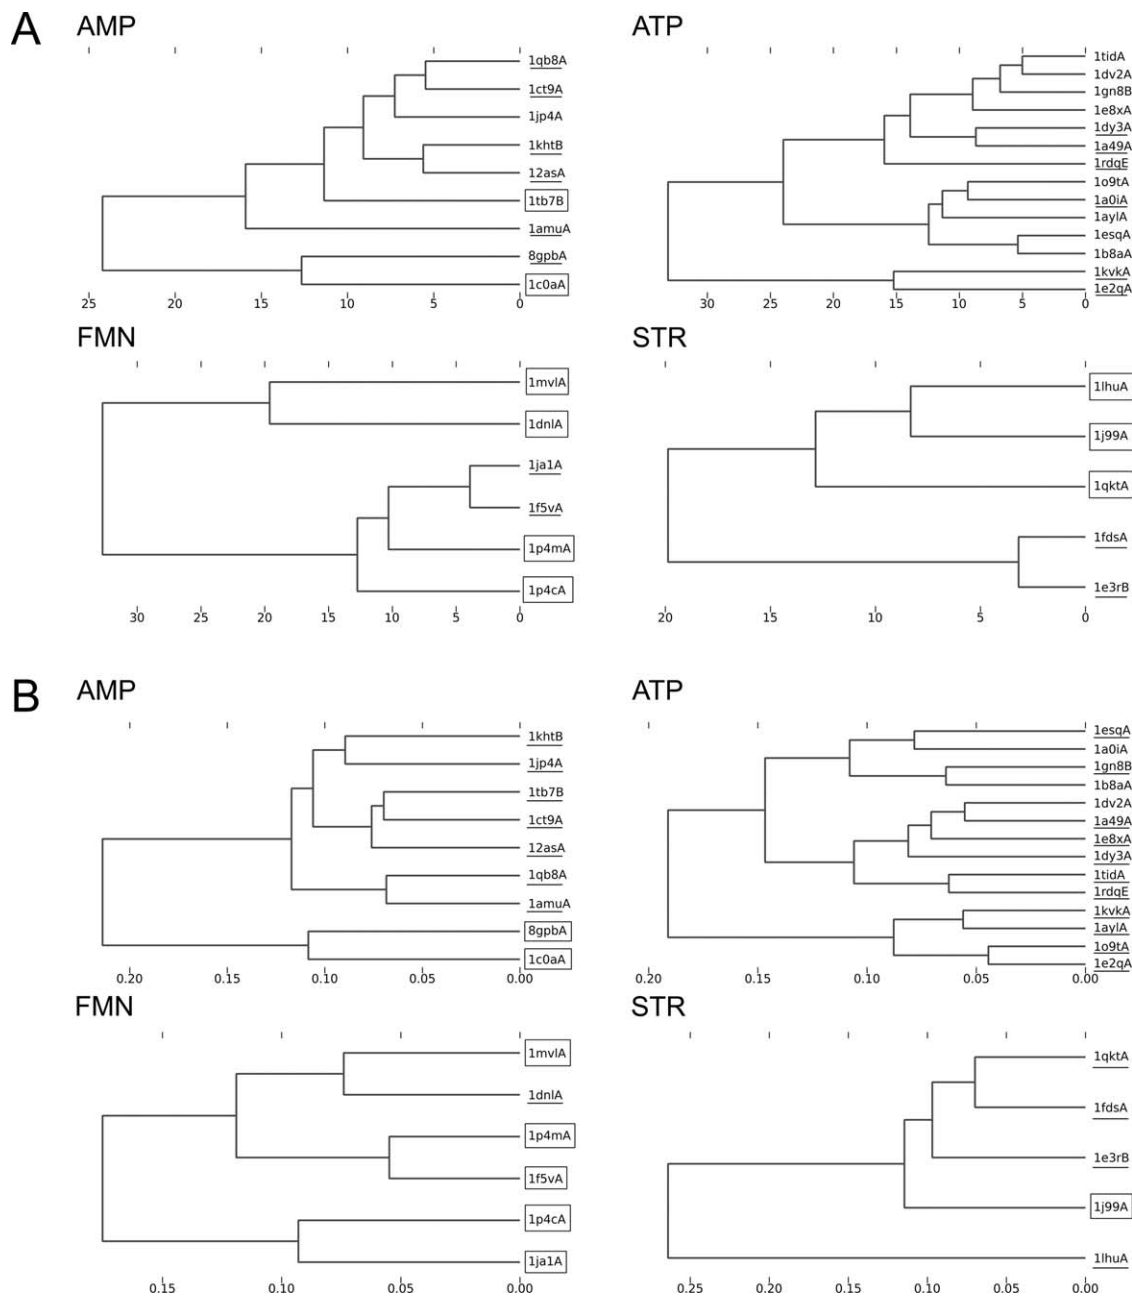 A
AMP
1qb8A
1ct9A
1jp4A
1khtB
12asA
1tb7B
1amuA
8gpbA
1c0aA
25 20 15 10 5 0
ATP
1tidA
1dv2A
1gn8B
1e8xA
1dy3A
1a49A
1rdqE
1o9tA
1a0iA
1aylA
1esqA
1b8aA
1kvkA
1e2qA
30 25 20 15 10 5 0
FMN
1mvlA
1dnlA
1ja1A
1f5vA
1p4mA
1p4cA
30 25 20 15 10 5 0
STR
1lhuA
1j99A
1qktA
1fdsA
1e3rB
20 15 10 5 0
B
AMP
1khtB
1jp4A
1tb7B
1ct9A
12asA
1qb8A
1amuA
8gpbA
1c0aA
0.20 0.15 0.10 0.05 0.00
ATP
1esqA
1a0iA
1gn8B
1b8aA
1dv2A
1a49A
1e8xA
1dy3A
1tidA
1rdqE
1kvkA
1aylA
1o9tA
1e2qA
0.20 0.15 0.10 0.05 0.00
FMN
1mvlA
1dnlA
1p4mA
1f5vA
1p4cA
1ja1A
0.15 0.10 0.05 0.00
STR
1qktA
1fdsA
1e3rB
1j99A
1lhuA
0.25 0.20 0.15 0.10 0.05 0.00